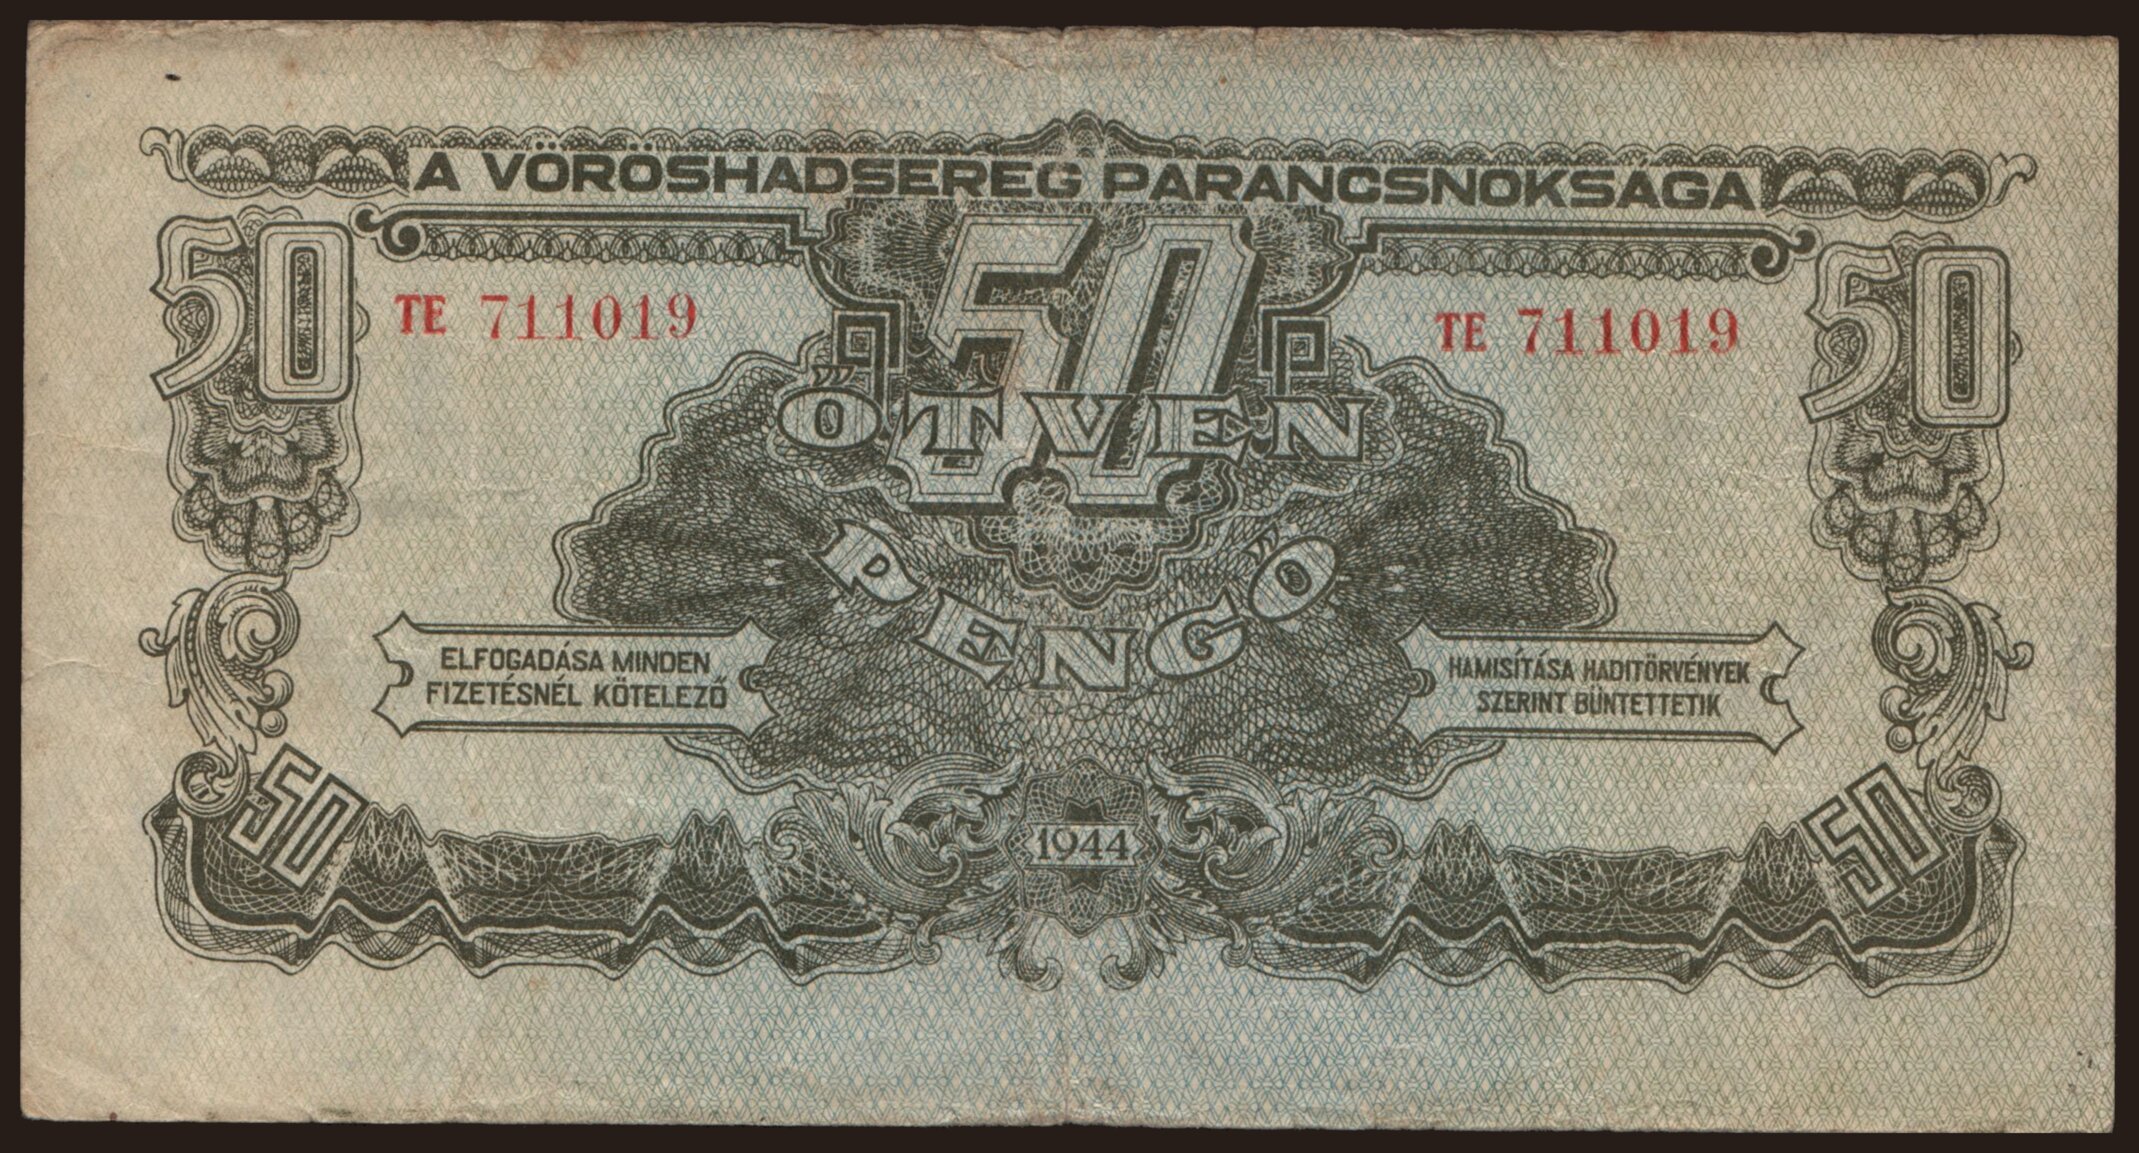 A VÖRÖSHADSEREG PARANCSNOKSÁGA
50
50
50
TE 711019
TE 711019
P
P
ŐTVEN
PENGŐ
ELFOGADÁSA MINDEN
FIZETÉSNÉL KÖTELEZŐ
HAMISÍTÁSA HADITÖRVÉNYEK
SZERINT BÜNTETTETIK
50
1944
50